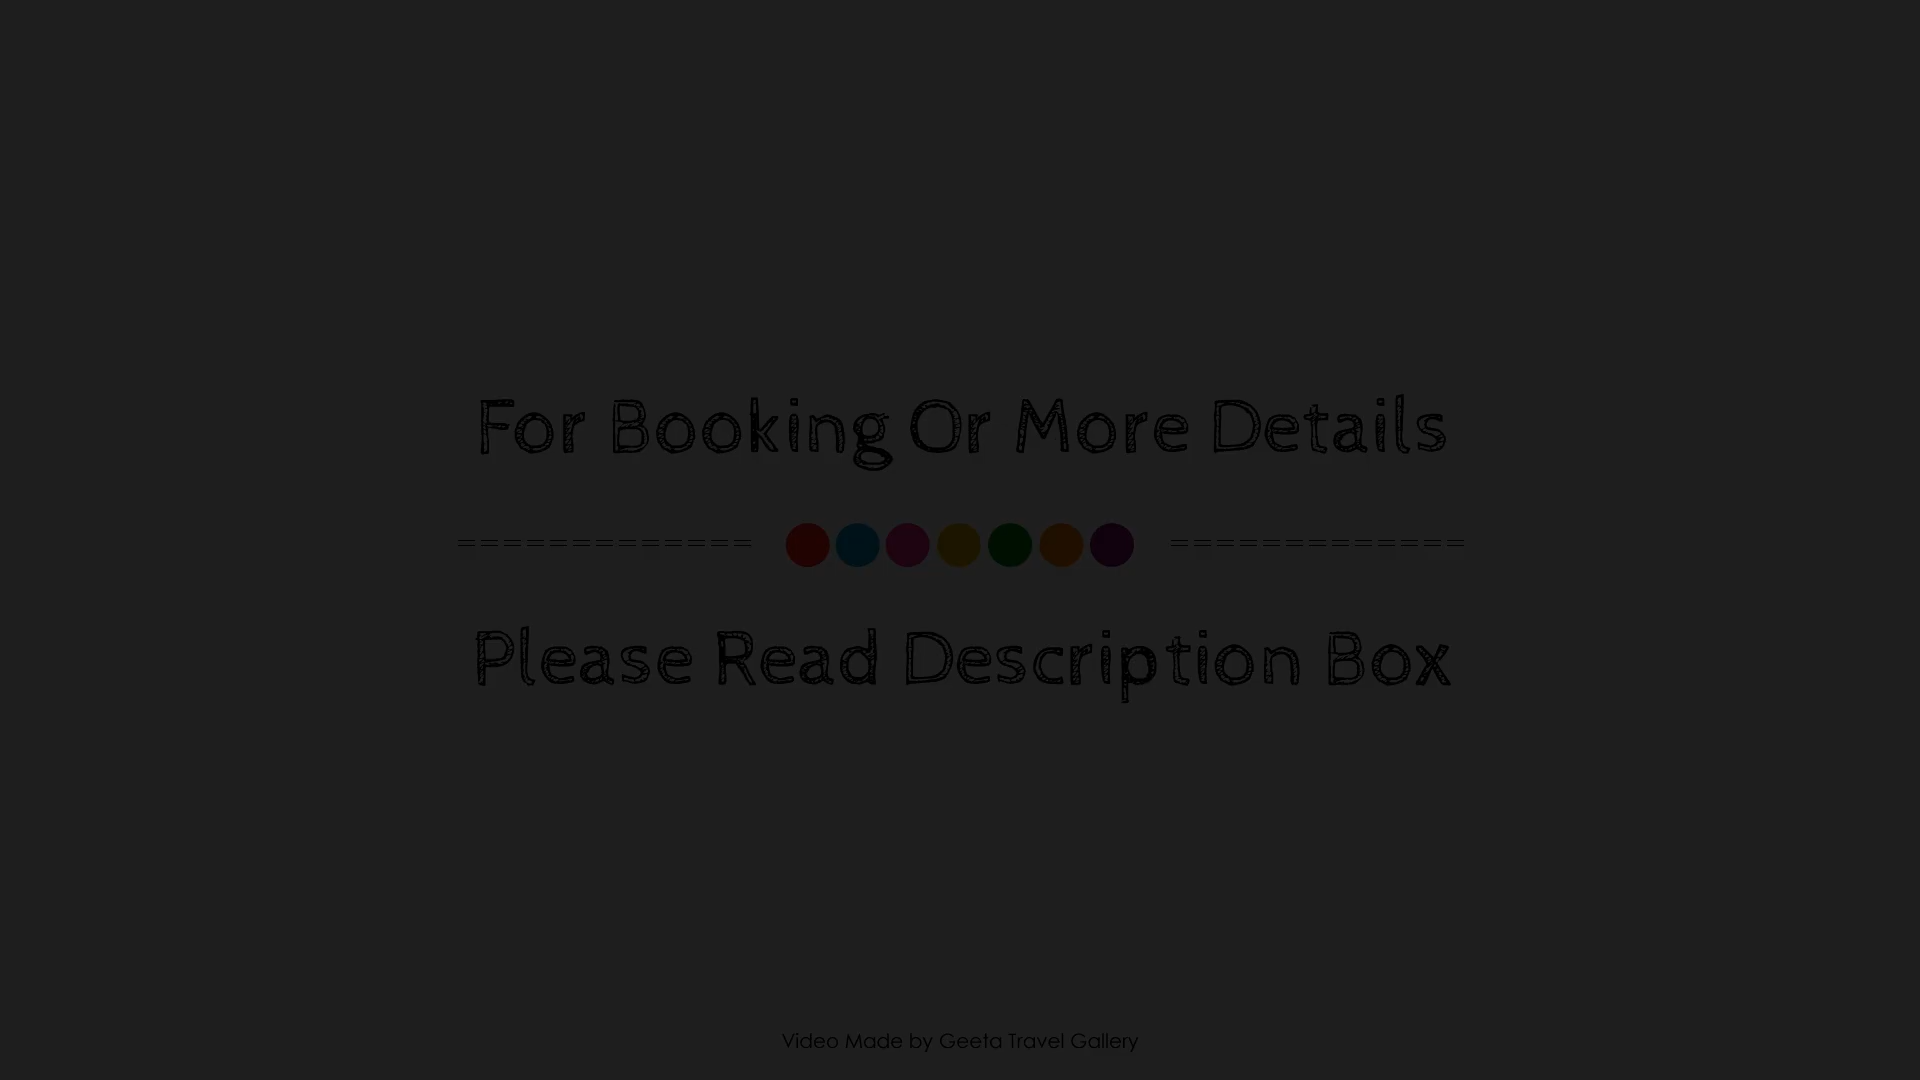 For Booking Or More Details
============= =============
Please Read Description Box
Video Made by Geeta Travel Gallery